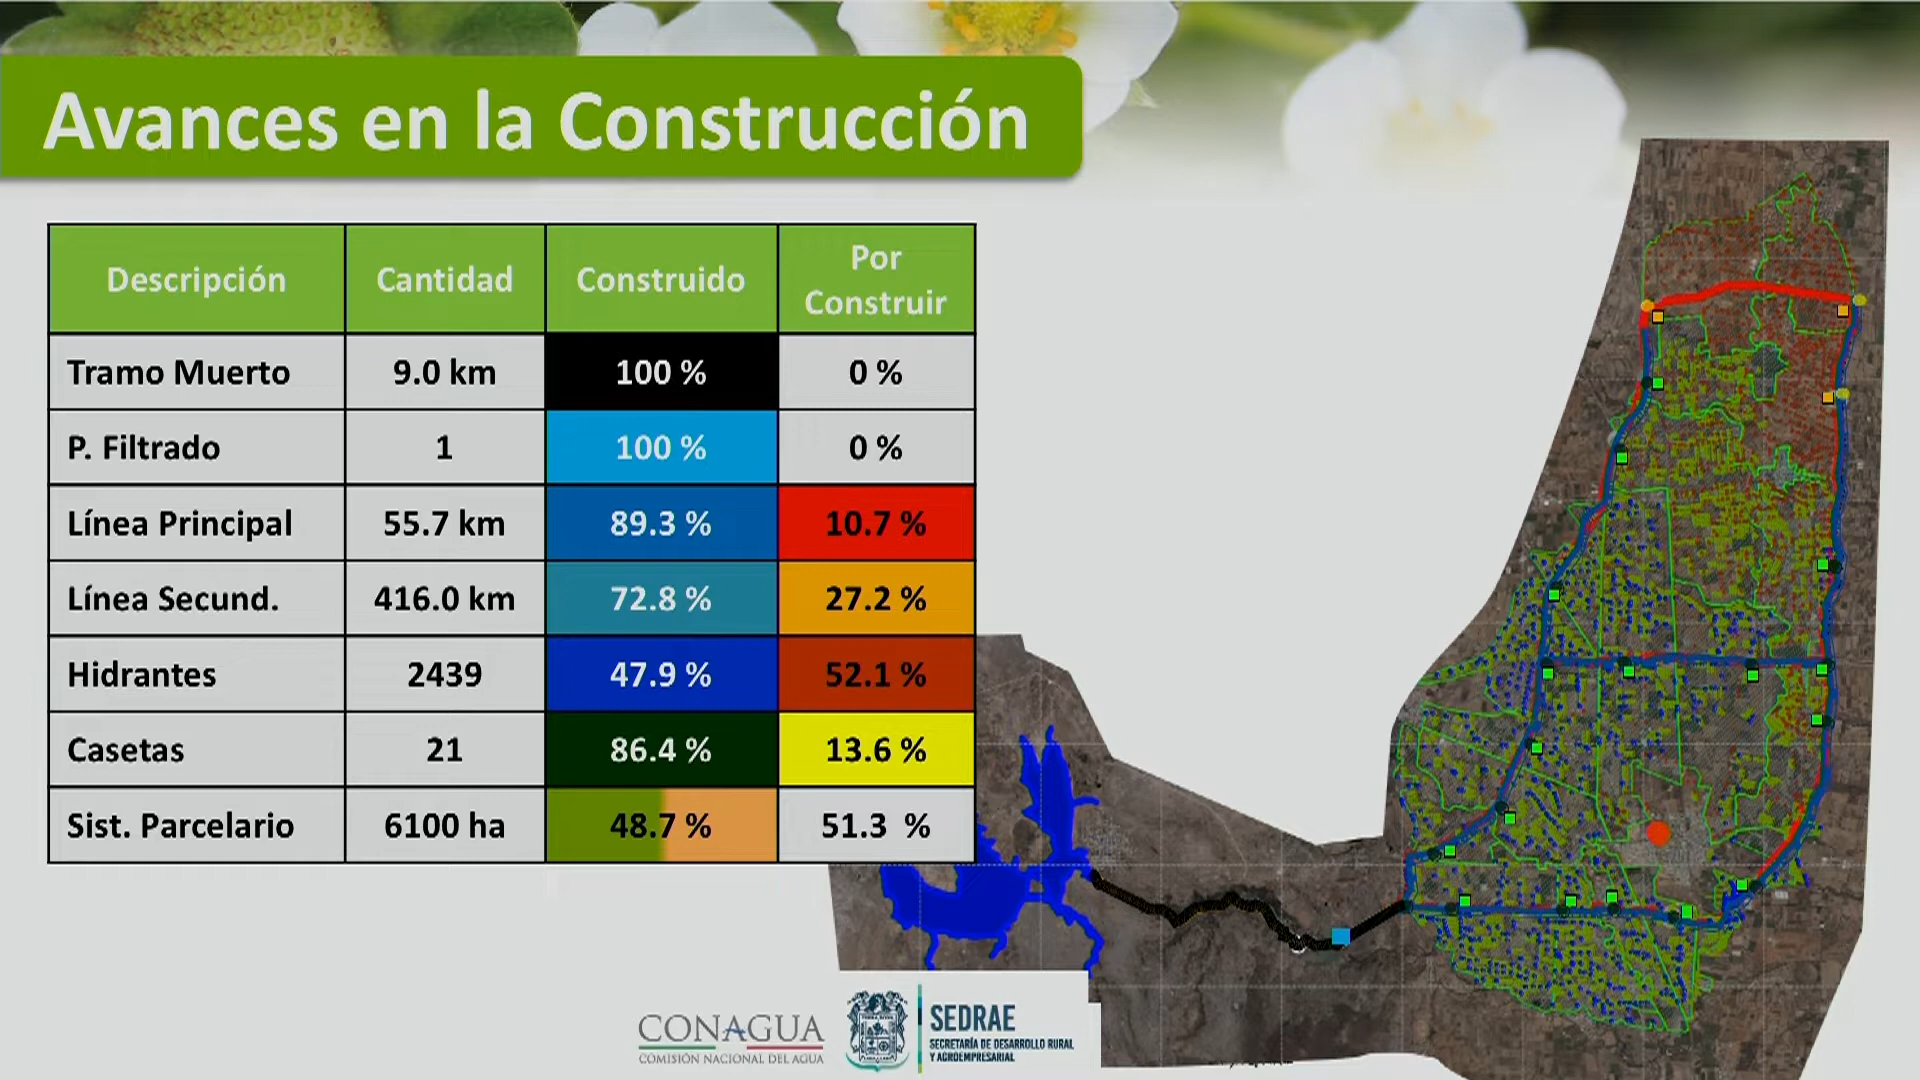 Avances en la Construcción
Descripción Cantidad Construido Por Construir
Tramo Muerto 9.0 km 100 % 0 %
P. Filtrado 1 100 % 0 %
Línea Principal 55.7 km 89.3 % 10.7 %
Línea Secund. 416.0 km 72.8 % 27.2 %
Hidrantes 2439 47.9 % 52.1 %
Casetas 21 86.4 % 13.6 %
Sist. Parcelario 6100 ha 48.7 % 51.3 %
CONAGUA
COMISIÓN NACIONAL DEL AGUA
SEDRAE
SECRETARÍA DE DESARROLLO RURAL
Y AGROEMPRESARIAL